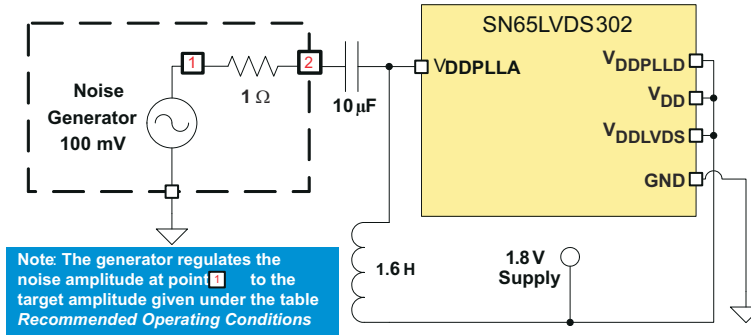 SN65LVDS302
1
2
VDDPLLA
VDDPLLD
VDD
VDDLVDS
GND
1 Ω
10 μF
Noise
Generator
100 mV
1.6 H
1.8 V
Supply
Note: The generator regulates the
noise amplitude at point 1 to the
target amplitude given under the table
Recommended Operating Conditions